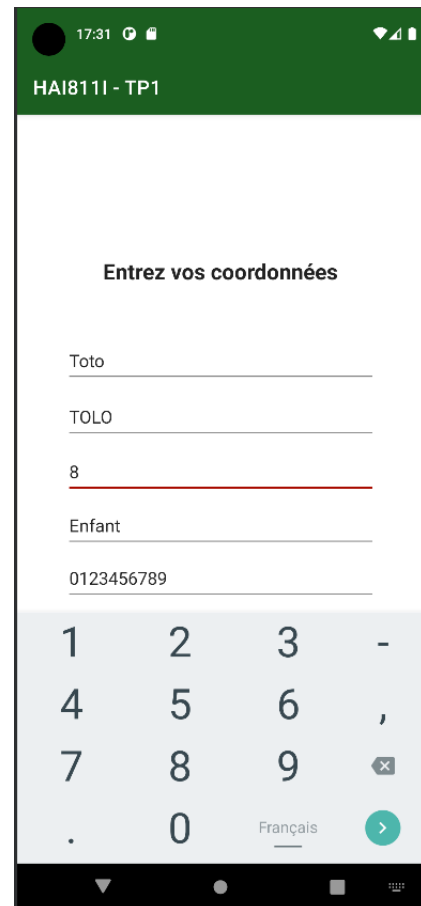 17:31
HAI811I - TP1
Entrez vos coordonnées
Toto
TOLO
8
Enfant
0123456789
1 2 3 -
4 5 6 ,
7 8 9
. 0 Français